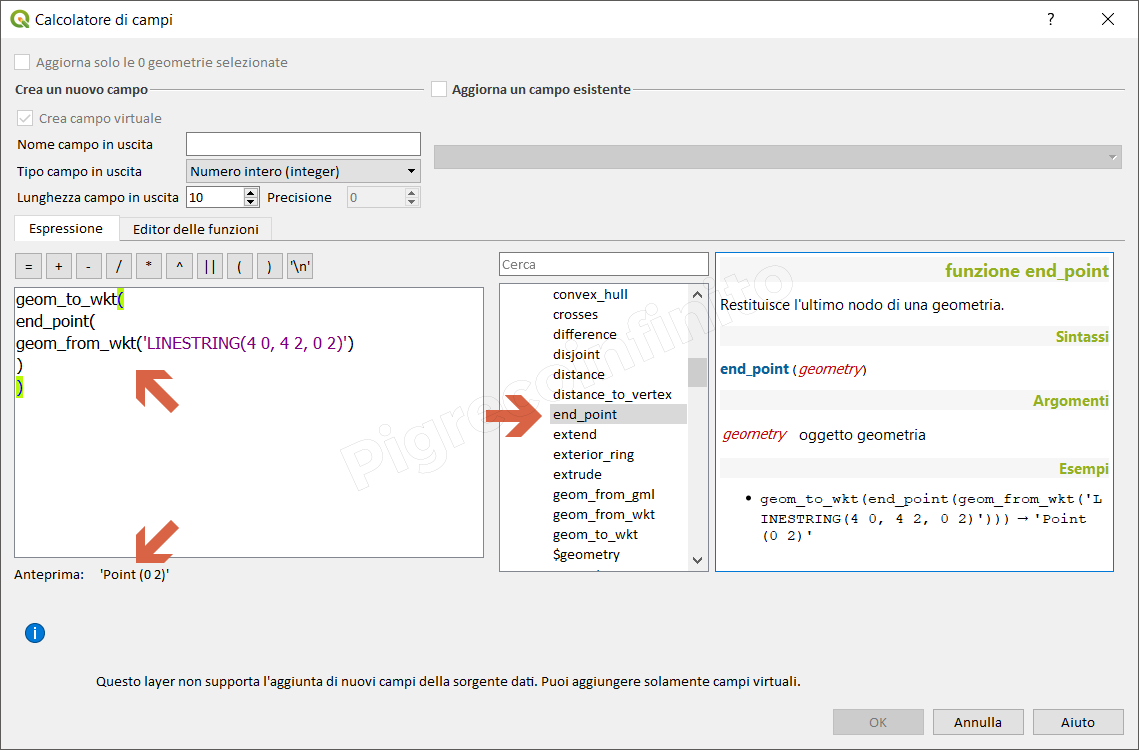 Calcolatore di campi
?
Aggiorna solo le 0 geometrie selezionate
Crea un nuovo campo
Aggiorna un campo esistente
Crea campo virtuale
Nome campo in uscita
Tipo campo in uscita
Numero intero (integer)
Lunghezza campo in uscita
10
Precisione
0
Espressione
Editor delle funzioni
= + - / * ^ || ( ) '\n'
geom_to_wkt(
end_point(
geom_from_wkt('LINESTRING(4 0, 4 2, 0 2)')
)
)
Anteprima: 'Point (0 2)'
Cerca
convex_hull
crosses
difference
disjoint
distance
distance_to_vertex
end_point
extend
exterior_ring
extrude
geom_from_gml
geom_from_wkt
geom_to_wkt
$geometry
funzione end_point
Restituisce l'ultimo nodo di una geometria.
Sintassi
end_point (geometry)
Argomenti
geometry oggetto geometria
Esempi
• geom_to_wkt(end_point(geom_from_wkt('L
INESTRING(4 0, 4 2, 0 2)'))) → 'Point
(0 2)'
Pigrecoinfinito
i
Questo layer non supporta l'aggiunta di nuovi campi della sorgente dati. Puoi aggiungere solamente campi virtuali.
OK
Annulla
Aiuto